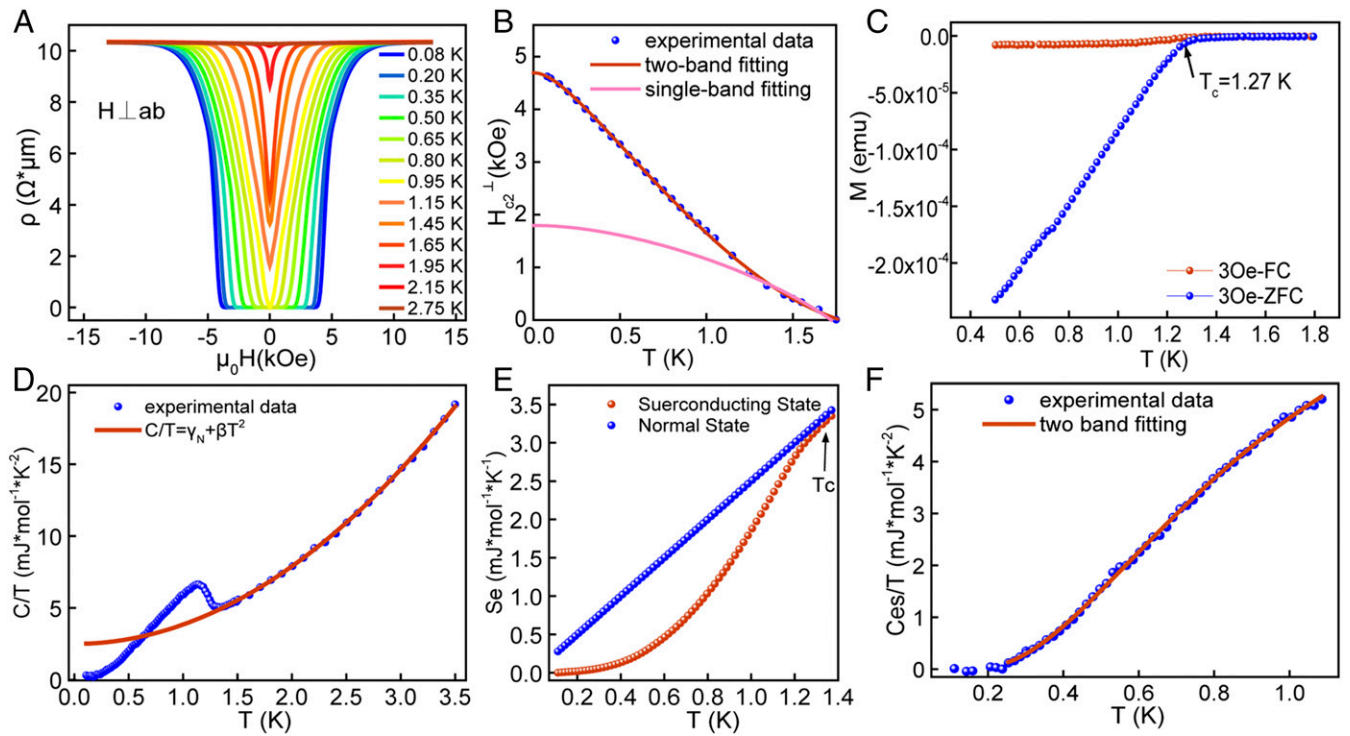 A
ρ (Ω*μm)
10
8
6
4
2
0
H⊥ab
0.08 K
0.20 K
0.35 K
0.50 K
0.65 K
0.80 K
0.95 K
1.15 K
1.45 K
1.65 K
1.95 K
2.15 K
2.75 K
-10
-5
0
5
10
15
μ₀H(kOe)
B
H⊥c2(kOe)
5
4
3
2
1
0
experimental data
two-band fitting
single-band fitting
0.0
0.5
1.0
1.5
T (K)
C
M (emu)
0.0
-5.0x10⁻⁵
-1.0x10⁻⁴
-1.5x10⁻⁴
-2.0x10⁻⁴
Tc=1.27 K
3Oe-FC
3Oe-ZFC
0.4
0.6
0.8
1.0
1.2
1.4
1.6
1.8
T (K)
D
C/T (mJ*mol⁻¹*K⁻²)
20
15
10
5
0
experimental data
C/T=γN+βT²
0.0
0.5
1.0
1.5
2.0
2.5
3.0
3.5
T (K)
E
Se (mJ*mol⁻¹*K⁻¹)
3.5
3.0
2.5
2.0
1.5
1.0
0.5
0.0
Suerconducting State
Normal State
Tc
0.2
0.4
0.6
0.8
1.0
1.2
1.4
T (K)
F
Ces/T (mJ*mol⁻¹*K⁻²)
5
4
3
2
1
0
experimental data
two band fitting
0.2
0.4
0.6
0.8
1.0
T (K)